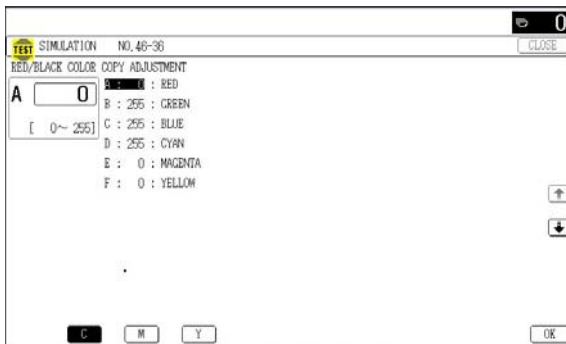 0
TEST SIMULATION NO.46-36 CLOSE
RED/BLACK COLOR COPY ADJUSTMENT
A 0
[ 0~ 255]
A : 0 : RED
B : 255 : GREEN
C : 255 : BLUE
D : 255 : CYAN
E : 0 : MAGENTA
F : 0 : YELLOW
C M Y OK